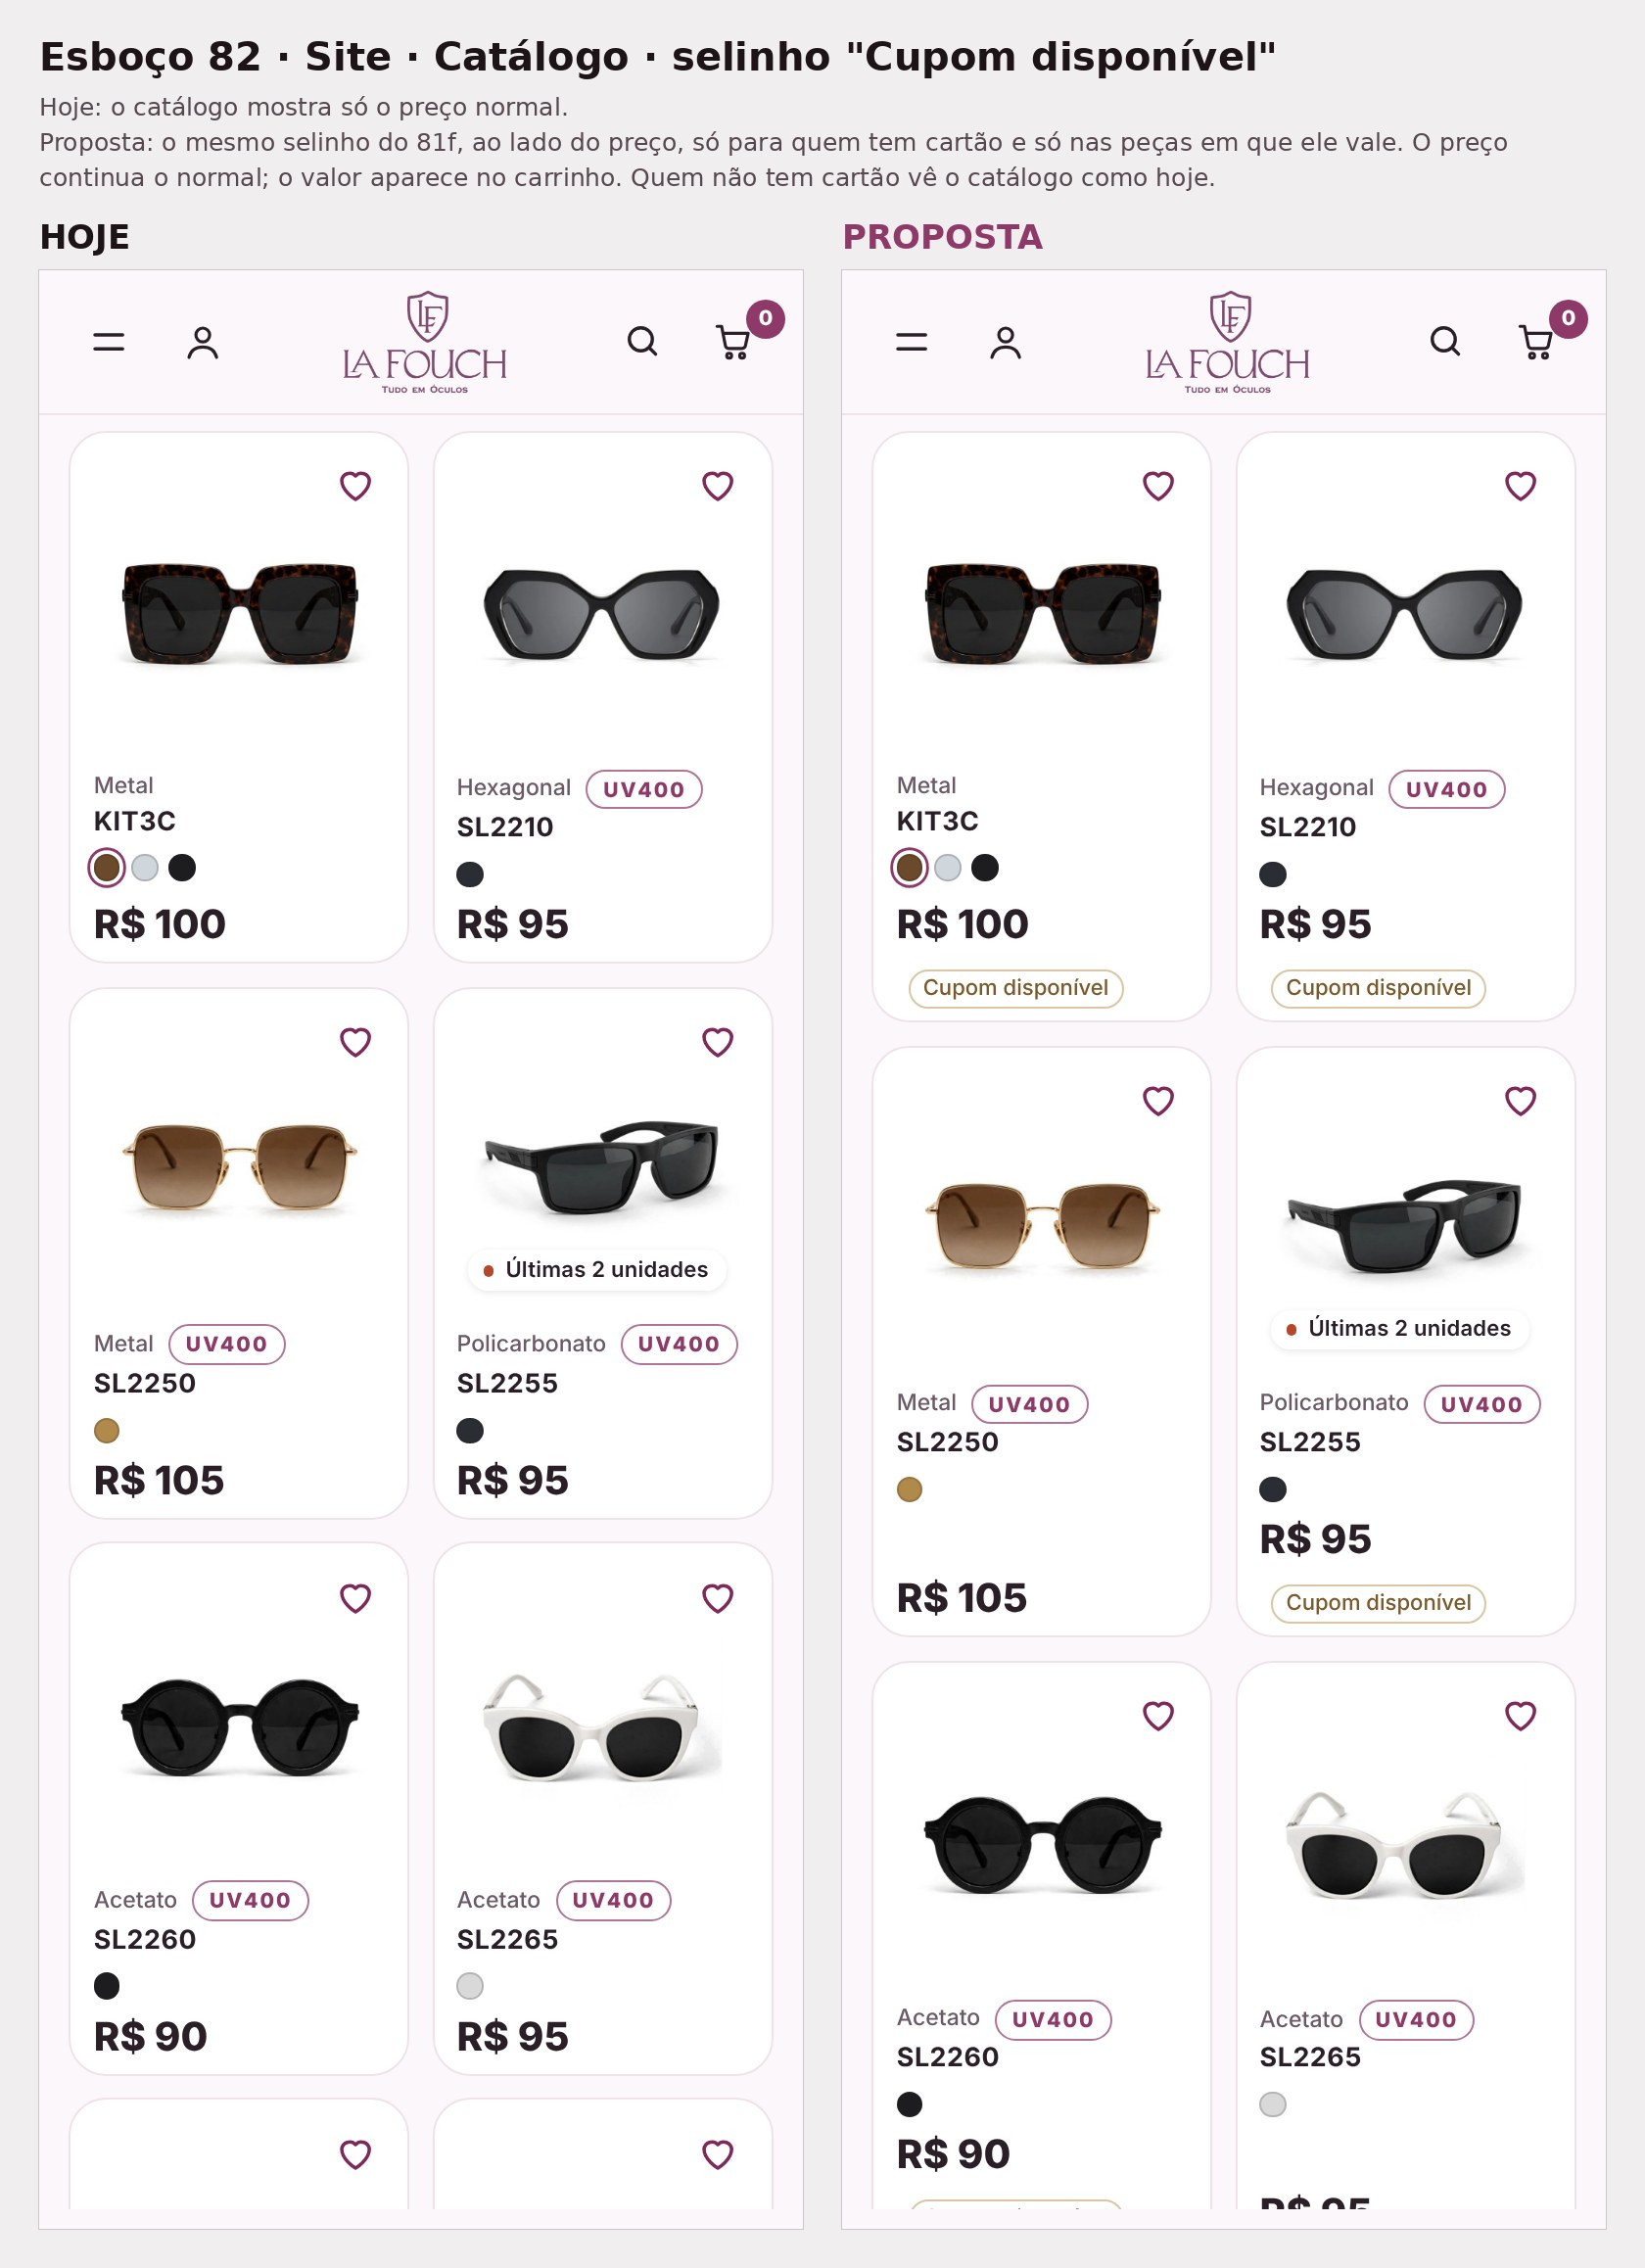 Esboço 82 · Site · Catálogo · selinho "Cupom disponível"
Hoje: o catálogo mostra só o preço normal.
Proposta: o mesmo selinho do 81f, ao lado do preço, só para quem tem cartão e só nas peças em que ele vale. O preço
continua o normal; o valor aparece no carrinho. Quem não tem cartão vê o catálogo como hoje.
HOJE
LF
LA FOUCH
TUDO EM ÓCULOS
0
Metal
KIT3C
R$ 100
Hexagonal UV400
SL2210
R$ 95
Metal UV400
SL2250
R$ 105
Últimas 2 unidades
Policarbonato UV400
SL2255
R$ 95
Acetato UV400
SL2260
R$ 90
Acetato UV400
SL2265
R$ 95
PROPOSTA
LF
LA FOUCH
TUDO EM ÓCULOS
0
Metal
KIT3C
R$ 100
Cupom disponível
Hexagonal UV400
SL2210
R$ 95
Cupom disponível
Metal UV400
SL2250
R$ 105
Últimas 2 unidades
Policarbonato UV400
SL2255
R$ 95
Cupom disponível
Acetato UV400
SL2260
R$ 90
Acetato UV400
SL2265